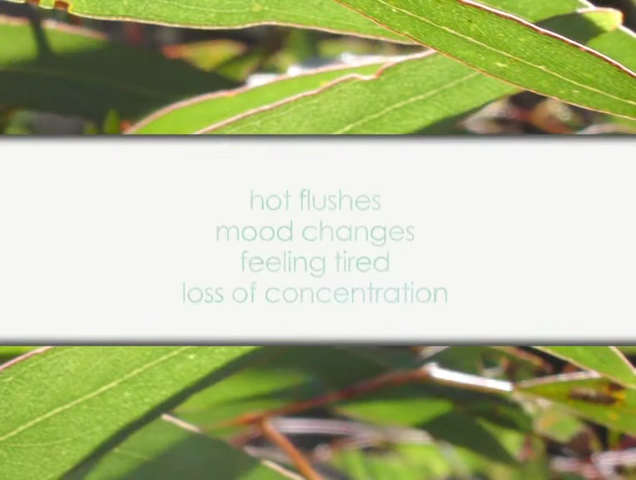 hot flushes
mood changes
feeling tired
loss of concentration